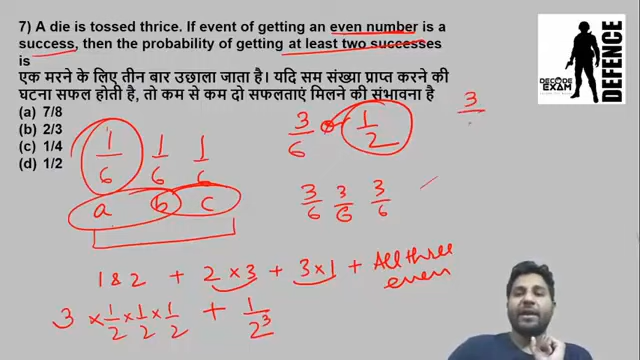 7) A die is tossed thrice. If event of getting an even number is a
success, then the probability of getting at least two successes
is
एक मरने के लिए तीन बार उछाला जाता है। यदि सम संख्या प्राप्त करने की
घटना सफल होती है, तो कम से कम दो सफलताएं मिलने की संभावना है
(a) 7/8
(b) 2/3
(c) 1/4
(d) 1/2
DECODE EXAM
DEFENCE
1/6 1/6 1/6
a b c
3/6 1/2
3
3/6 3/6 3/6
1 & 2 + 2 × 3 + 3 × 1 + All three
even
3 × 1/2 × 1/2 × 1/2 + 1/2³